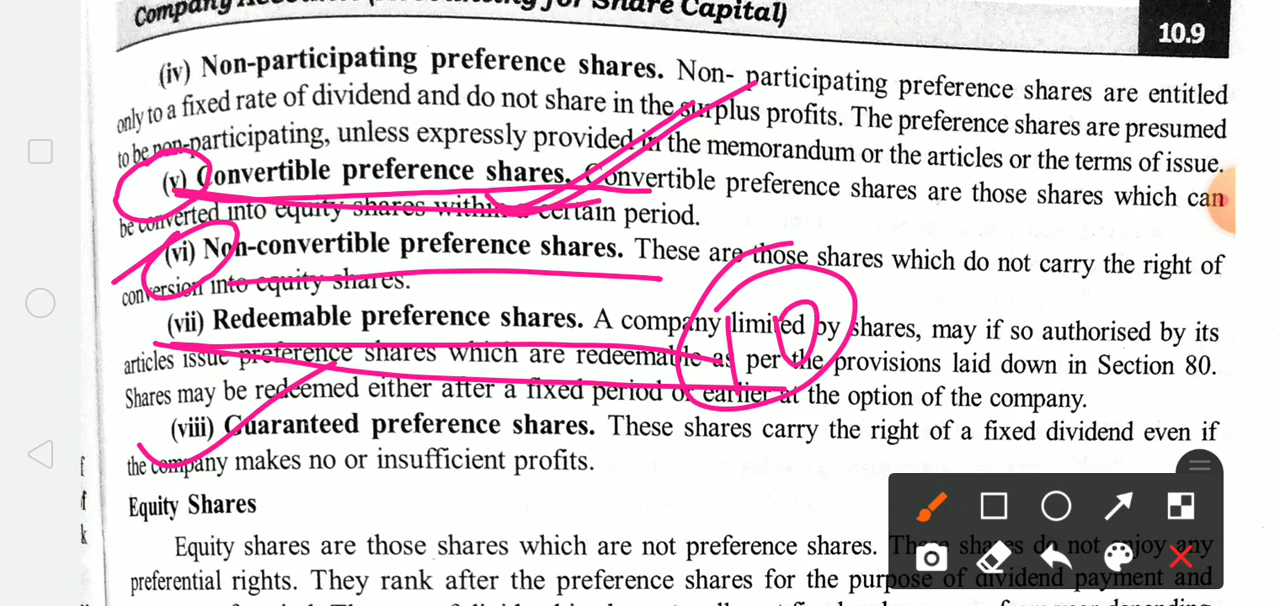 Company Accounts (Accounting for Share Capital)
10.9
(iv) Non-participating preference shares. Non- participating preference shares are entitled
only to a fixed rate of dividend and do not share in the surplus profits. The preference shares are presumed
to be non-participating, unless expressly provided in the memorandum or the articles or the terms of issue.
(v) Convertible preference shares. Convertible preference shares are those shares which can
be converted into equity shares within a certain period.
(vi) Non-convertible preference shares. These are those shares which do not carry the right of
conversion into equity shares.
(vii) Redeemable preference shares. A company limited by shares, may if so authorised by its
articles issue preference shares which are redeemable as per the provisions laid down in Section 80.
Shares may be redeemed either after a fixed period or earlier at the option of the company.
10
(viii) Guaranteed preference shares. These shares carry the right of a fixed dividend even if
the company makes no or insufficient profits.
f
f
k
Equity Shares
Equity shares are those shares which are not preference shares. These shares do not enjoy any
preferential rights. They rank after the preference shares for the purpose of dividend payment and